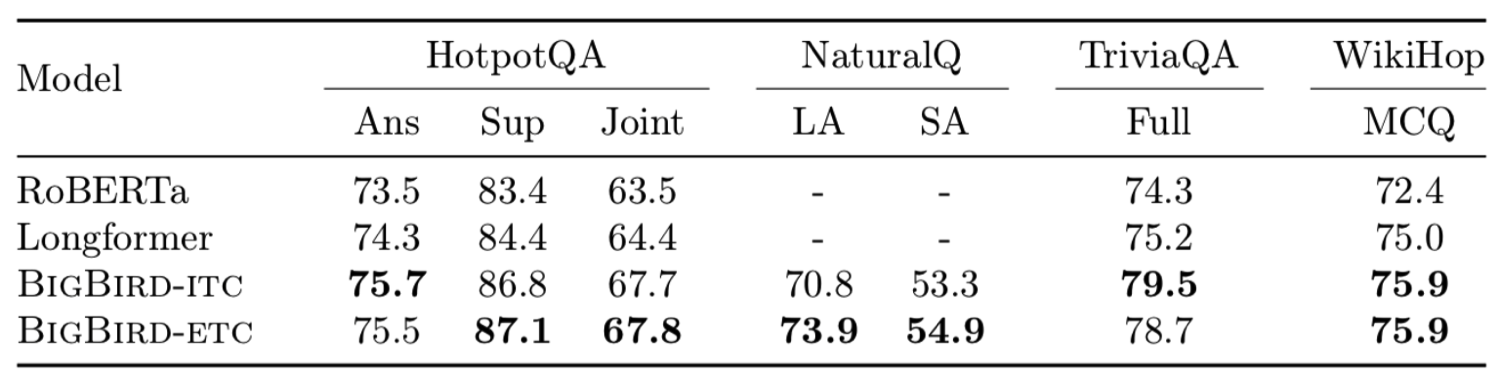 Model HotpotQA NaturalQ TriviaQA WikiHop
Ans Sup Joint LA SA Full MCQ
RoBERTa 73.5 83.4 63.5 - - 74.3 72.4
Longformer 74.3 84.4 64.4 - - 75.2 75.0
BIGBIRD-ITC 75.7 86.8 67.7 70.8 53.3 79.5 75.9
BIGBIRD-ETC 75.5 87.1 67.8 73.9 54.9 78.7 75.9